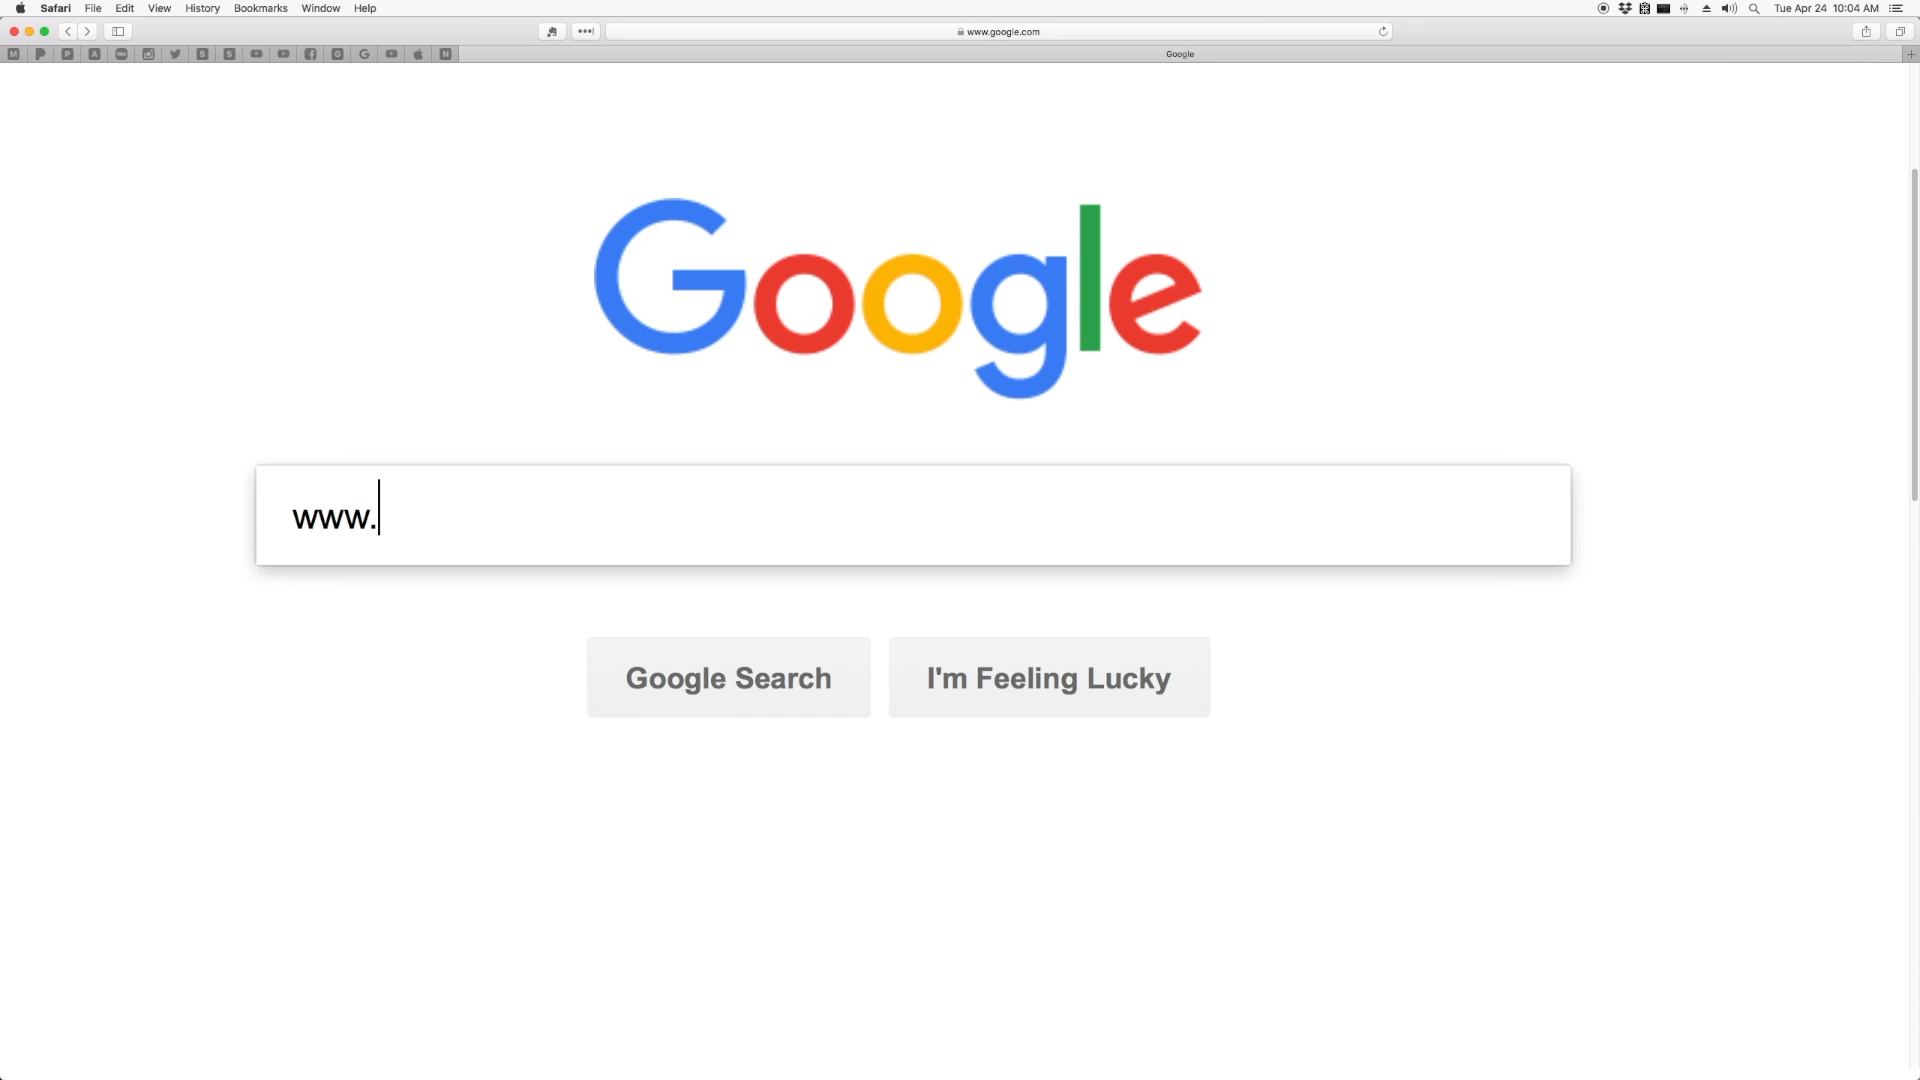 Safari File Edit View History Bookmarks Window Help Tue Apr 24 10:04 AM
www.google.com
M P A S S G G N Google
Google
www.
Google Search I'm Feeling Lucky